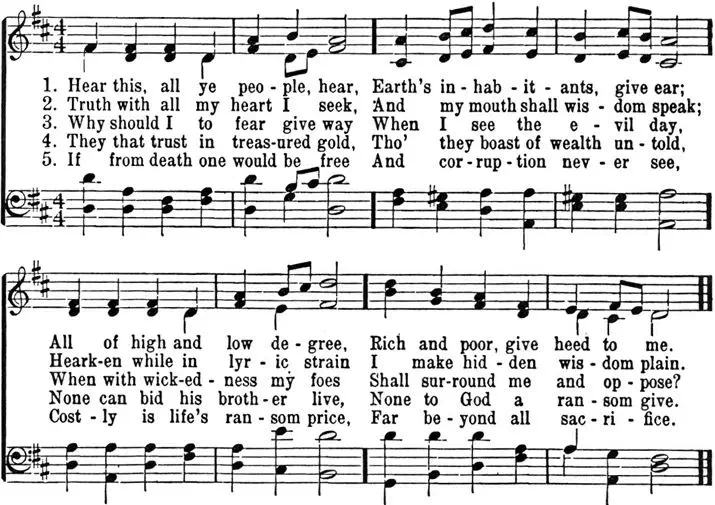 1. Hear this, all ye peo - ple, hear, Earth's in - hab - it - ants, give ear;
2. Truth with all my heart I seek, And my mouth shall wis - dom speak;
3. Why should I to fear give way When I see the e - vil day,
4. They that trust in treas - ured gold, Tho' they boast of wealth un - told,
5. If from death one would be free And cor - rup - tion nev - er see,
All of high and low de - gree, Rich and poor, give heed to me.
Heark - en while in lyr - ic strain I make hid - den wis - dom plain.
When with wick - ed - ness my foes Shall sur - round me and op - pose?
None can bid his broth - er live, None to God a ran - som give.
Cost - ly is life's ran - som price, Far be - yond all sac - ri - fice.